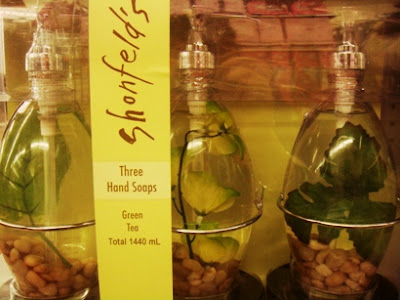 Shonfeld's
Three
Hand Soaps
Green
Tea
Total 1440 mL